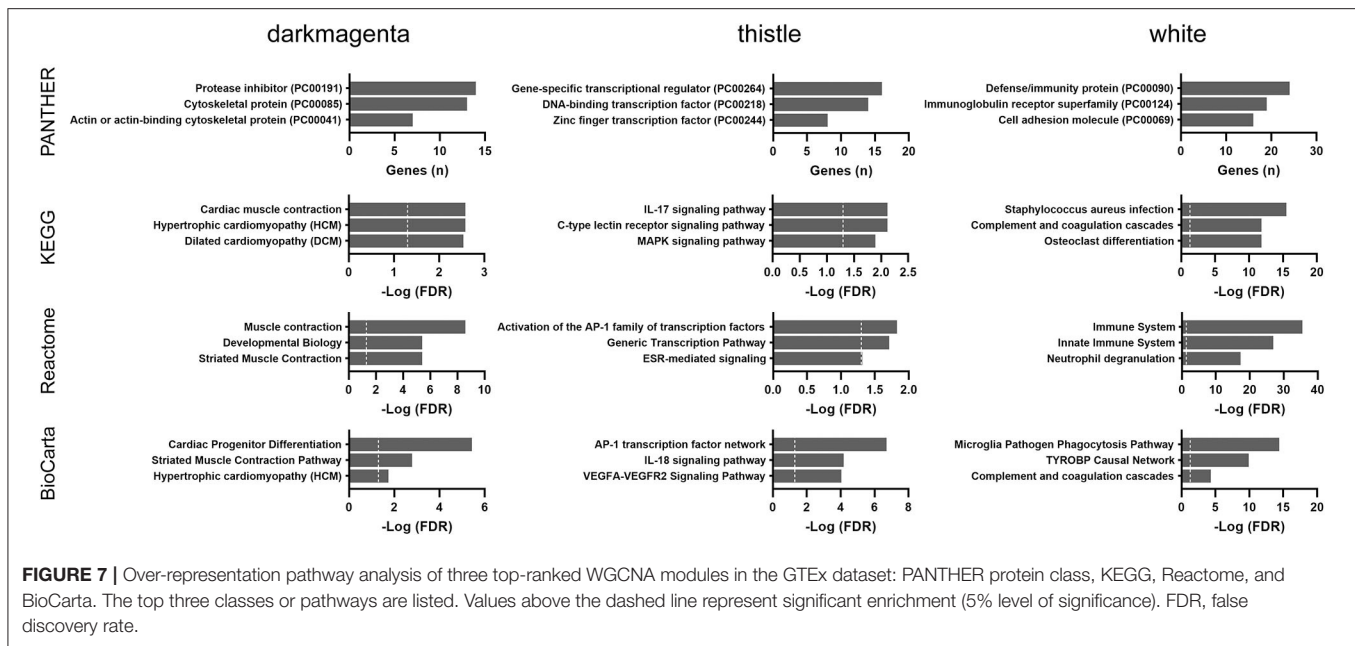 darkmagenta thistle white
PANTHER
Protease inhibitor (PC00191)
Cytoskeletal protein (PC00085)
Actin or actin-binding cytoskeletal protein (PC00041)
0 5 10 15
Genes (n)
Gene-specific transcriptional regulator (PC00264)
DNA-binding transcription factor (PC00218)
Zinc finger transcription factor (PC00244)
0 5 10 15 20
Genes (n)
Defense/immunity protein (PC00090)
Immunoglobulin receptor superfamily (PC00124)
Cell adhesion molecule (PC00069)
0 10 20 30
Genes (n)
KEGG
Cardiac muscle contraction
Hypertrophic cardiomyopathy (HCM)
Dilated cardiomyopathy (DCM)
0 1 2 3
-Log (FDR)
IL-17 signaling pathway
C-type lectin receptor signaling pathway
MAPK signaling pathway
0.0 0.5 1.0 1.5 2.0 2.5
-Log (FDR)
Staphylococcus aureus infection
Complement and coagulation cascades
Osteoclast differentiation
0 5 10 15 20
-Log (FDR)
Reactome
Muscle contraction
Developmental Biology
Striated Muscle Contraction
0 2 4 6 8 10
-Log (FDR)
Activation of the AP-1 family of transcription factors
Generic Transcription Pathway
ESR-mediated signaling
0.0 0.5 1.0 1.5 2.0
-Log (FDR)
Immune System
Innate Immune System
Neutrophil degranulation
0 10 20 30 40
-Log (FDR)
BioCarta
Cardiac Progenitor Differentiation
Striated Muscle Contraction Pathway
Hypertrophic cardiomyopathy (HCM)
0 2 4 6
-Log (FDR)
AP-1 transcription factor network
IL-18 signaling pathway
VEGFA-VEGFR2 Signaling Pathway
0 2 4 6 8
-Log (FDR)
Microglia Pathogen Phagocytosis Pathway
TYROBP Causal Network
Complement and coagulation cascades
0 5 10 15 20
-Log (FDR)
FIGURE 7 | Over-representation pathway analysis of three top-ranked WGCNA modules in the GTEx dataset: PANTHER protein class, KEGG, Reactome, and
BioCarta. The top three classes or pathways are listed. Values above the dashed line represent significant enrichment (5% level of significance). FDR, false
discovery rate.